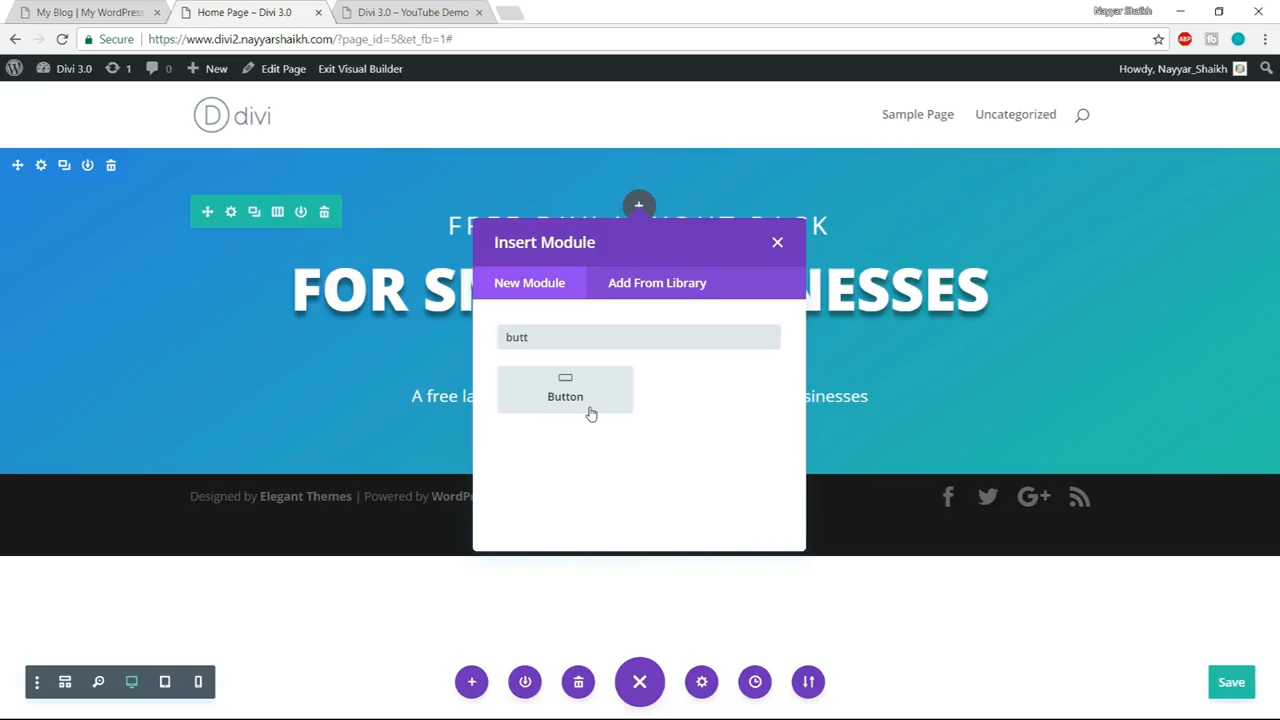 My Blog | My WordPress
Home Page – Divi 3.0
Divi 3.0 – YouTube Demo
Nayyar Shaikh
Secure
https://www.divi2.nayyarshaikh.com/?page_id=5&et_fb=1#
Divi 3.0
1
0
New
Edit Page
Exit Visual Builder
Howdy, Nayyar_Shaikh
D divi
Sample Page
Uncategorized
Insert Module
New Module
Add From Library
FOR
NESSES
butt
Button
A free la
sinesses
Designed by Elegant Themes | Powered by WordPr
Save